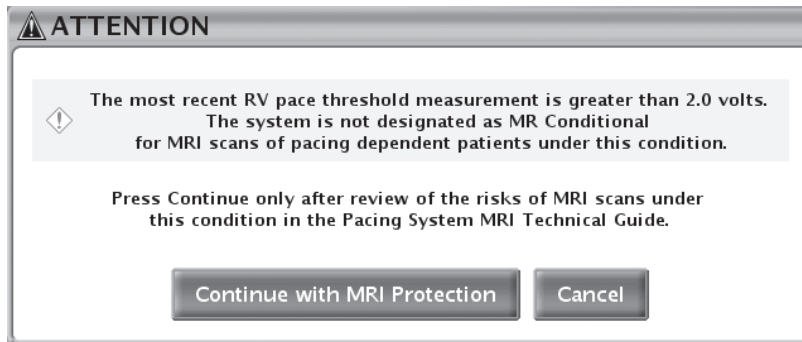 ATTENTION
The most recent RV pace threshold measurement is greater than 2.0 volts.
The system is not designated as MR Conditional
for MRI scans of pacing dependent patients under this condition.
Press Continue only after review of the risks of MRI scans under
this condition in the Pacing System MRI Technical Guide.
Continue with MRI Protection
Cancel